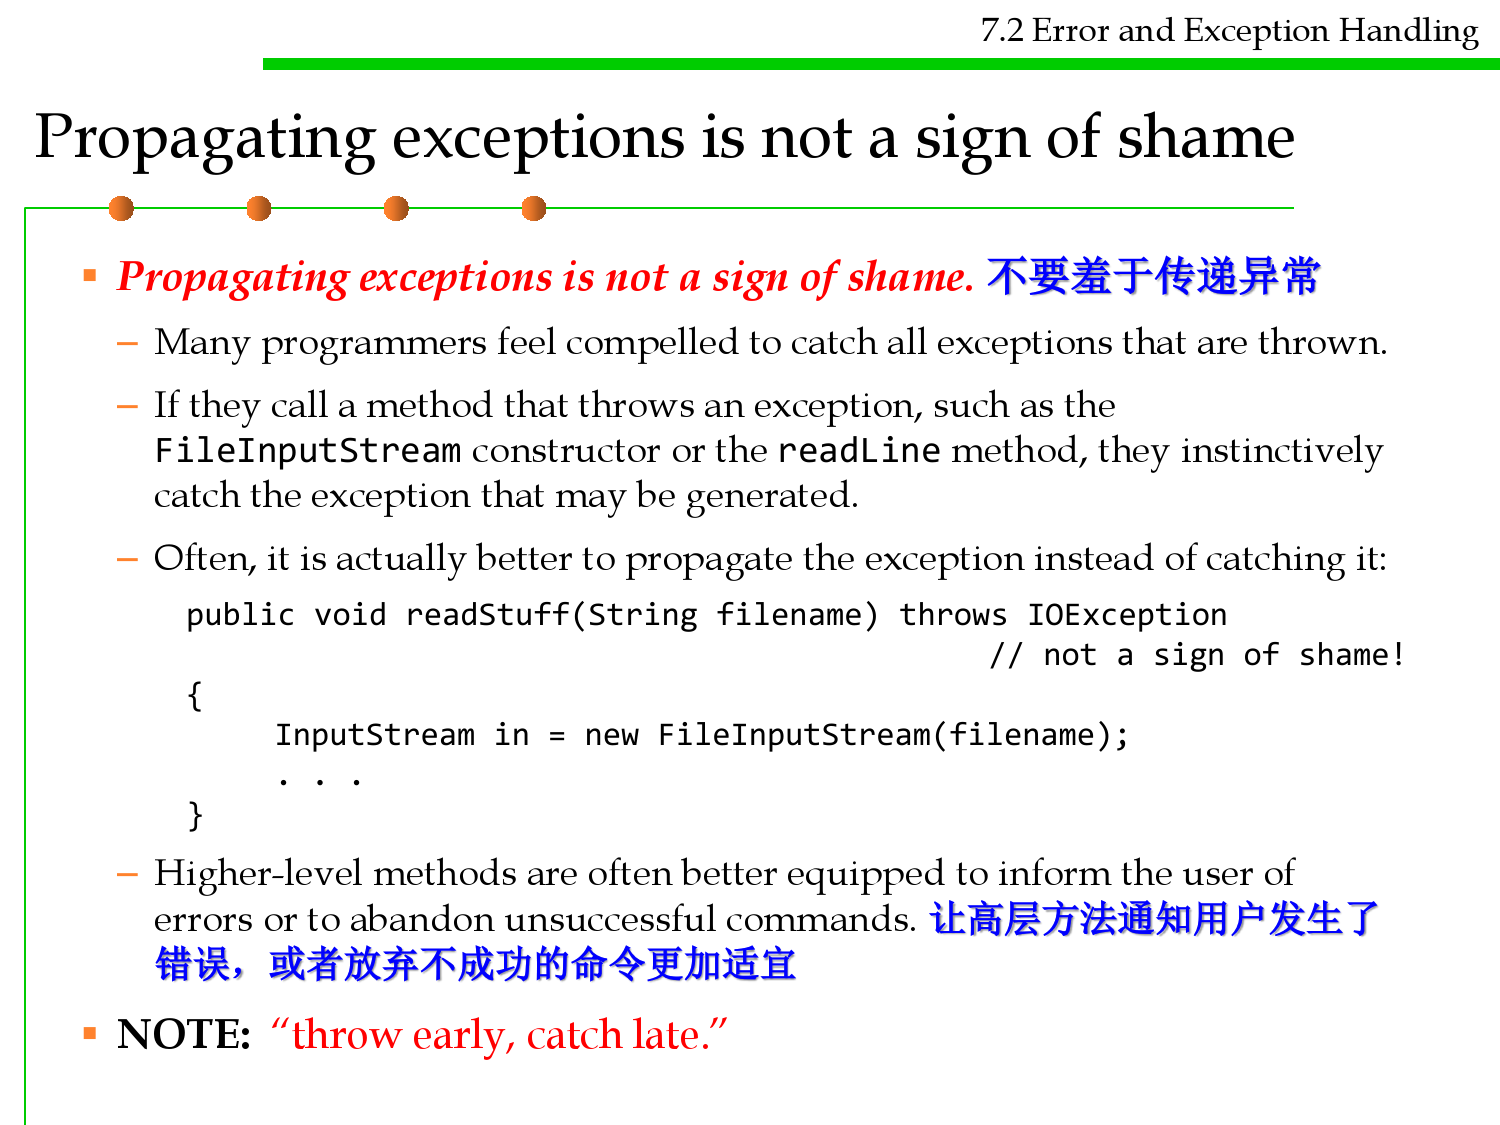 7.2 Error and Exception Handling
Propagating exceptions is not a sign of shame
Propagating exceptions is not a sign of shame. 不要羞于传递异常
– Many programmers feel compelled to catch all exceptions that are thrown.
– If they call a method that throws an exception, such as the
FileInputStream constructor or the readLine method, they instinctively
catch the exception that may be generated.
– Often, it is actually better to propagate the exception instead of catching it:
public void readStuff(String filename) throws IOException
// not a sign of shame!
{
InputStream in = new FileInputStream(filename);
. . .
}
– Higher-level methods are often better equipped to inform the user of
errors or to abandon unsuccessful commands. 让高层方法通知用户发生了
错误，或者放弃不成功的命令更加适宜
NOTE: “throw early, catch late.”